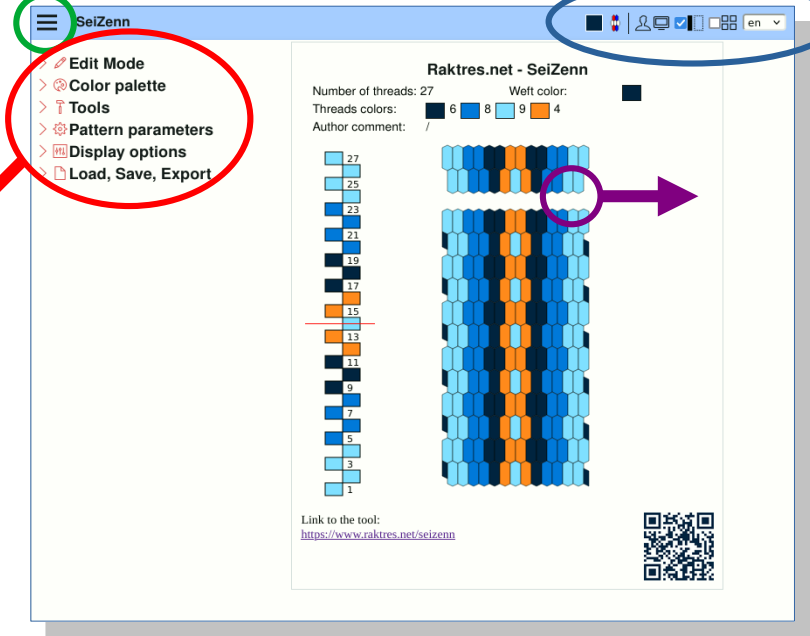 SeiZenn
en
Edit Mode
Color palette
Tools
Pattern parameters
Display options
Load, Save, Export
Raktres.net - SeiZenn
Number of threads: 27 Weft color:
Threads colors: 6 8 9 4
Author comment: /
27
25
23
21
19
17
15
13
11
9
7
5
3
1
Link to the tool:
https://www.raktres.net/seizenn